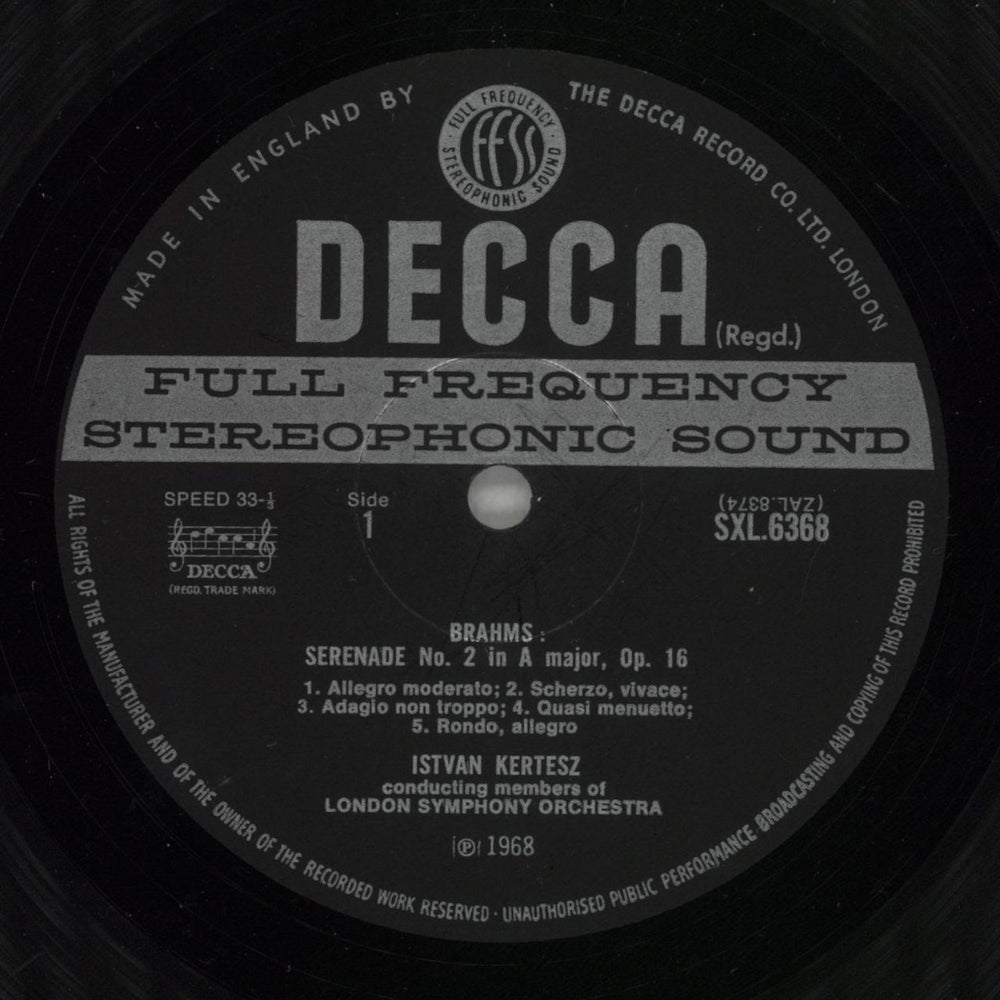 MADE IN ENGLAND BY
THE DECCA RECORD CO. LTD. LONDON
FULL FREQUENCY
STEREOPHONIC SOUND
FFSS
DECCA (Regd.)
FULL FREQUENCY
STEREOPHONIC SOUND
SPEED 33-⅓
Side
1
(ZAL.8374)
SXL.6368
DECCA
(REGD. TRADE MARK)
BRAHMS :
SERENADE No. 2 in A major, Op. 16
1. Allegro moderato; 2. Scherzo, vivace;
3. Adagio non troppo; 4. Quasi menuetto;
5. Rondo, allegro
ISTVAN KERTESZ
conducting members of
LONDON SYMPHONY ORCHESTRA
℗ 1968
ALL RIGHTS OF THE MANUFACTURER AND OF THE OWNER OF THE RECORDED WORK RESERVED · UNAUTHORISED PUBLIC PERFORMANCE BROADCASTING AND COPYING OF THIS RECORD PROHIBITED